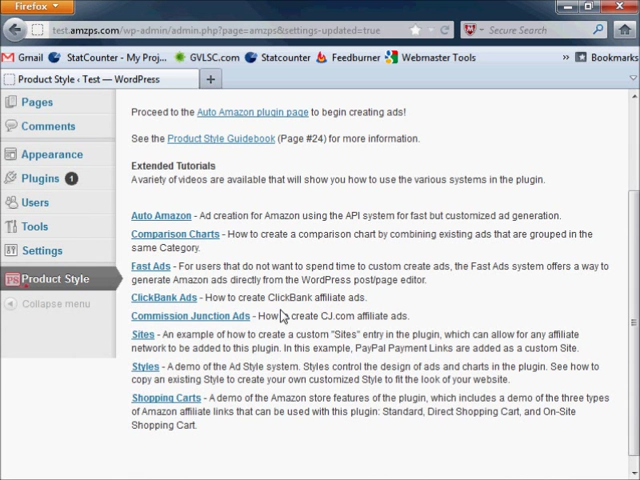 Firefox
test.amzps.com/wp-admin/admin.php?page=amzps&settings-updated=true
Secure Search
Gmail StatCounter - My Proj... GVLSC.com Statcounter Feedburner Webmaster Tools » Bookmarks
Product Style ‹ Test — WordPress +
Pages
Comments
Appearance
Plugins 1
Users
Tools
Settings
PS Product Style
Collapse menu
Proceed to the Auto Amazon plugin page to begin creating ads!
See the Product Style Guidebook (Page #24) for more information.
Extended Tutorials
A variety of videos are available that will show you how to use the various systems in the plugin.
Auto Amazon - Ad creation for Amazon using the API system for fast but customized ad generation.
Comparison Charts - How to create a comparison chart by combining existing ads that are grouped in the
same Category.
Fast Ads - For users that do not want to spend time to custom create ads, the Fast Ads system offers a way to
generate Amazon ads directly from the WordPress post/page editor.
ClickBank Ads - How to create ClickBank affiliate ads.
Commission Junction Ads - How to create CJ.com affiliate ads.
Sites - An example of how to create a custom "Sites" entry in the plugin, which can allow for any affiliate
network to be added to this plugin. In this example, PayPal Payment Links are added as a custom Site.
Styles - A demo of the Ad Style system. Styles control the design of ads and charts in the plugin. See how to
copy an existing Style to create your own customized Style to fit the look of your website.
Shopping Carts - A demo of the Amazon store features of the plugin, which includes a demo of the three types
of Amazon affiliate links that can be used with this plugin: Standard, Direct Shopping Cart, and On-Site
Shopping Cart.